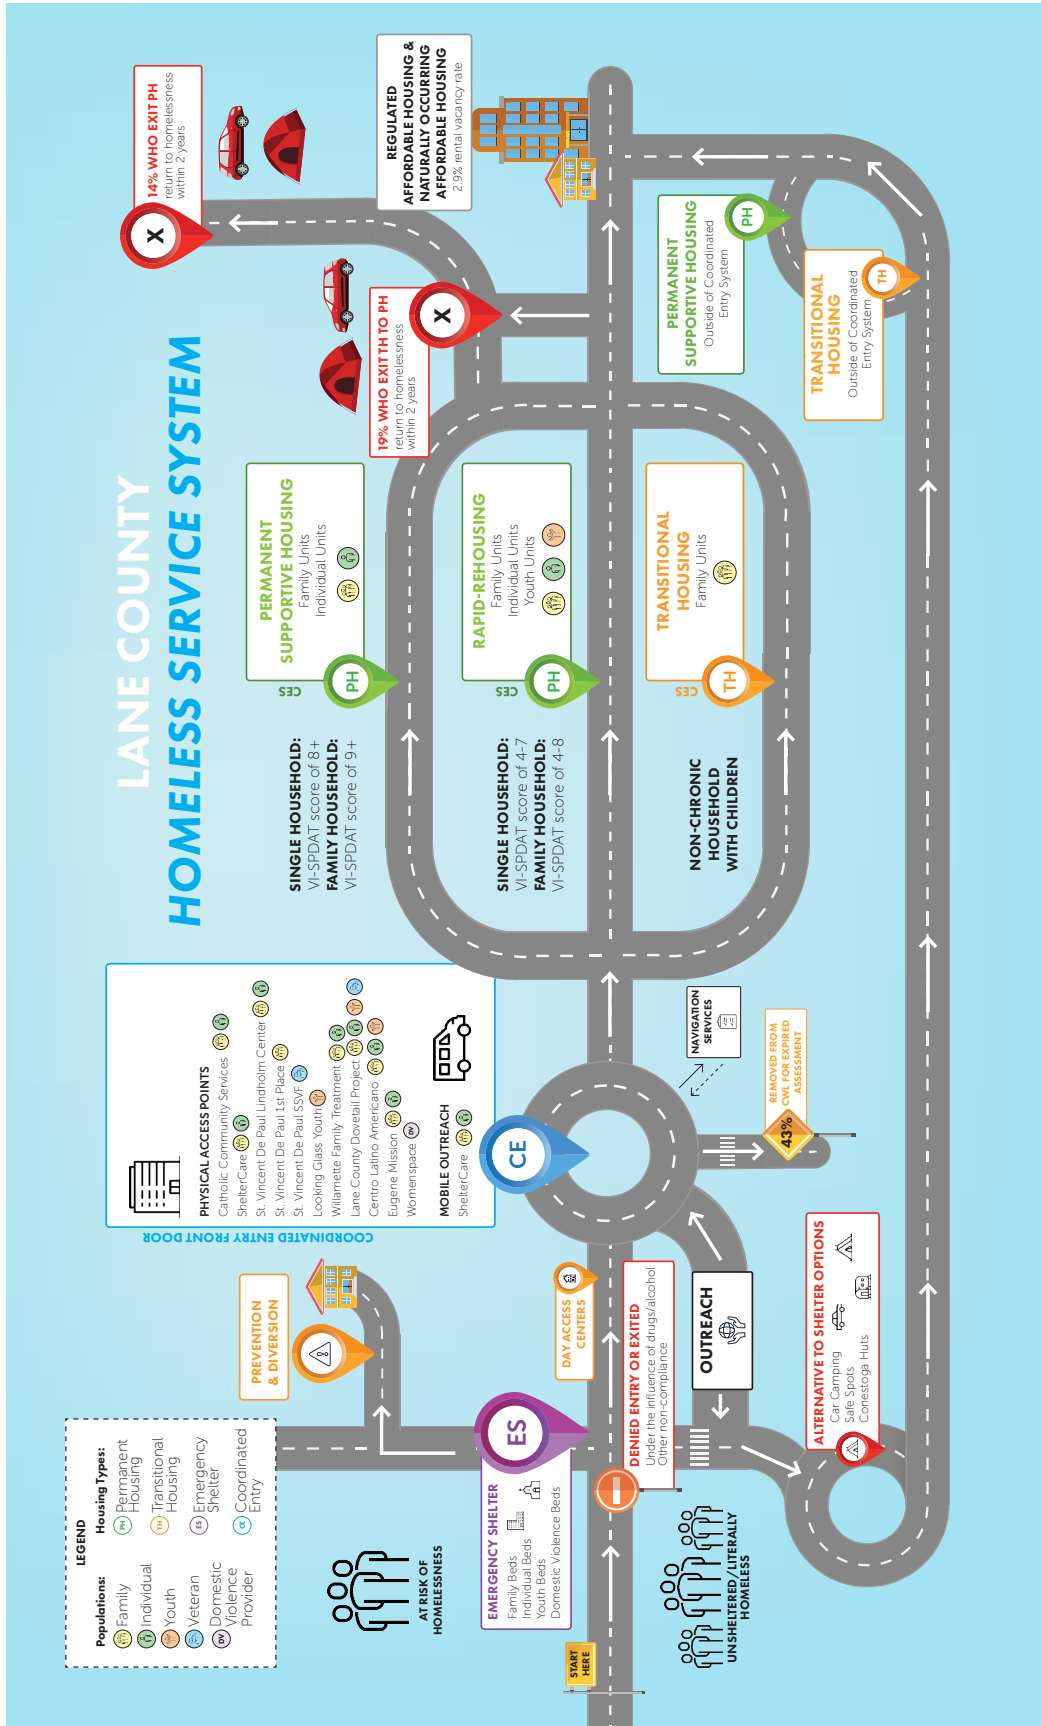 LANE COUNTY
HOMELESS SERVICE SYSTEM
LEGEND
Populations:
Family
Individual
Youth
Veteran
DV
Domestic
Violence
Provider
Housing Types:
PH
Permanent
Housing
TH
Transitional
Housing
ES
Emergency
Shelter
CE
Coordinated
Entry
AT RISK OF
HOMELESSNESS
PREVENTION
& DIVERSION
START
HERE
ES
EMERGENCY SHELTER
Family Beds
Individual Beds
Youth Beds
Domestic Violence Beds
UNSHELTERED/LITERALLY
HOMELESS
DENIED ENTRY OR EXITED
Under the influence of drugs/alcohol
Other non-compliance
DAY ACCESS
CENTERS
OUTREACH
ALTERNATIVE TO SHELTER OPTIONS
Car Camping
Safe Spots
Conestoga Huts
COORDINATED ENTRY FRONT DOOR
PHYSICAL ACCESS POINTS
Catholic Community Services
ShelterCare
St. Vincent De Paul Lindholm Center
St. Vincent De Paul 1st Place
St. Vincent De Paul SSVF
Looking Glass Youth
Willamette Family Treatment
Lane County Dovetail Project
Centro Latino Americano
Eugene Mission
Womenspace
DV
MOBILE OUTREACH
ShelterCare
CE
NAVIGATION
SERVICES
REMOVED FROM
CWL FOR EXPIRED
ASSESSMENT
43%
SINGLE HOUSEHOLD:
VI-SPDAT score of 8+
FAMILY HOUSEHOLD:
VI-SPDAT score of 9+
CES
PH
PERMANENT
SUPPORTIVE HOUSING
Family Units
Individual Units
SINGLE HOUSEHOLD:
VI-SPDAT score of 4-7
FAMILY HOUSEHOLD:
VI-SPDAT score of 4-8
CES
PH
RAPID-REHOUSING
Family Units
Individual Units
Youth Units
NON-CHRONIC
HOUSEHOLD
WITH CHILDREN
CES
TH
TRANSITIONAL
HOUSING
Family Units
X
19% WHO EXIT TH TO PH
return to homelessness
within 2 years
X
14% WHO EXIT PH
return to homelessness
within 2 years
REGULATED
AFFORDABLE HOUSING &
NATURALLY OCCURRING
AFFORDABLE HOUSING
2.9% rental vacancy rate
PERMANENT
SUPPORTIVE HOUSING
Outside of Coordinated
Entry System
PH
TRANSITIONAL
HOUSING
Outside of Coordinated
Entry System
TH